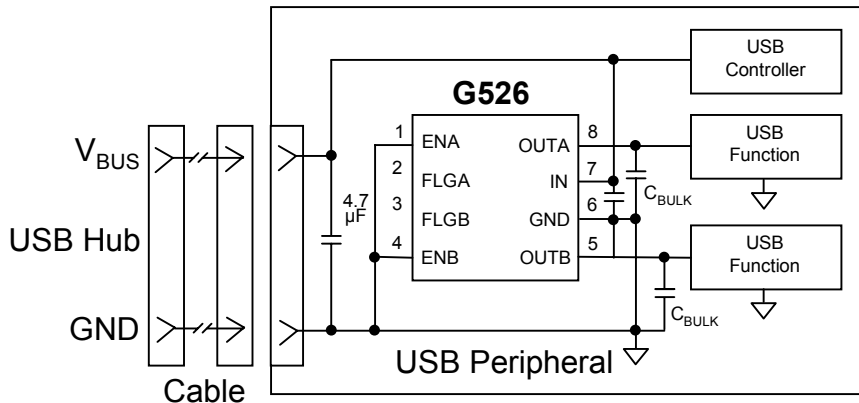 USB
Controller
G526
1
ENA
OUTA
8
USB
Function
V BUS
2
FLGA
IN
7
C BULK
4.7
µF
3
FLGB
GND
6
USB Hub
4
ENB
OUTB
5
USB
Function
GND
C BULK
USB Peripheral
Cable